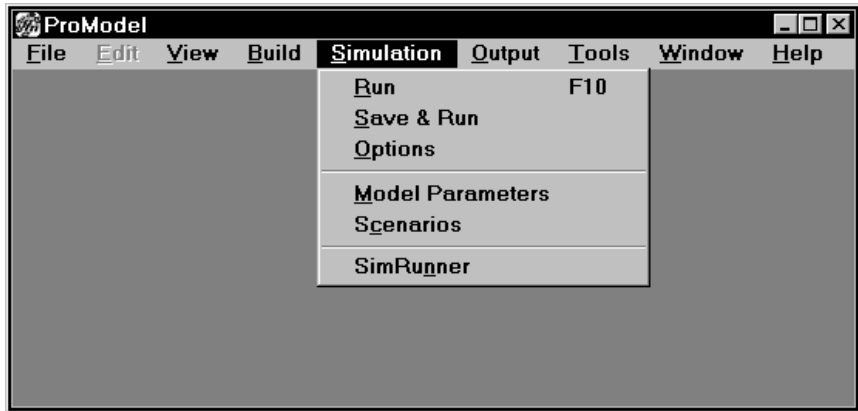 ProModel
File Edit View Build Simulation Output Tools Window Help
Run F10
Save & Run
Options
Model Parameters
Scenarios
SimRunner